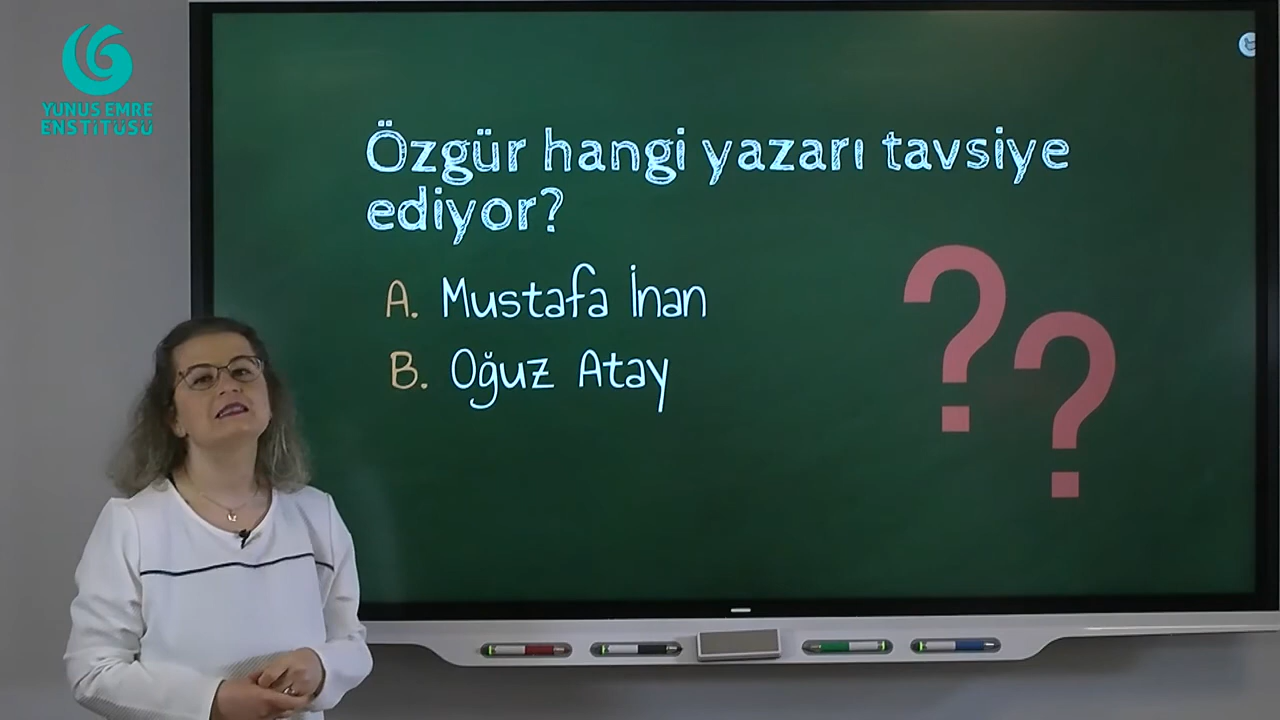 YUNUS EMRE
ENSTİTÜSÜ
Özgür hangi yazarı tavsiye
ediyor?
A. Mustafa İnan
B. Oğuz Atay
??